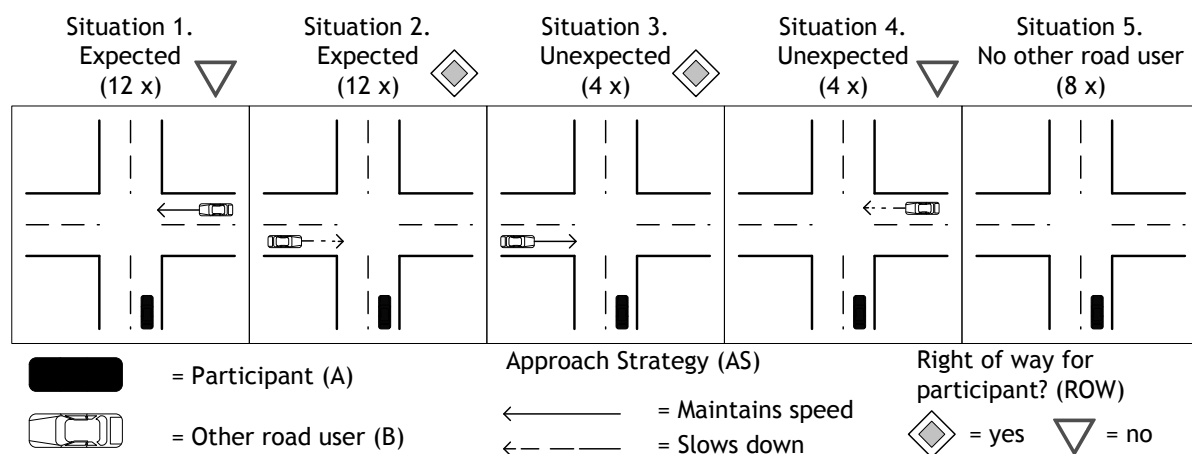 Situation 1.
Expected
(12 x)
Situation 2.
Expected
(12 x)
Situation 3.
Unexpected
(4 x)
Situation 4.
Unexpected
(4 x)
Situation 5.
No other road user
(8 x)
= Participant (A)
= Other road user (B)
Approach Strategy (AS)
= Maintains speed
= Slows down
Right of way for
participant? (ROW)
= yes
= no